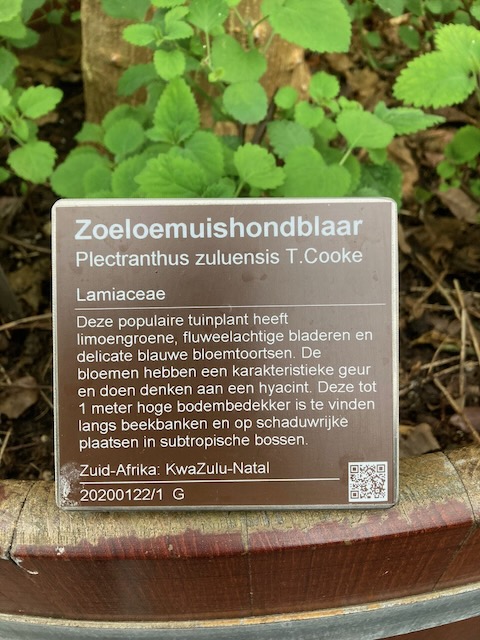 Zoeloemuishondblaar
Plectranthus zuluensis T.Cooke
Lamiaceae
Deze populaire tuinplant heeft
limoengroene, fluweelachtige bladeren en
delicate blauwe bloemtoortsen. De
bloemen hebben een karakteristieke geur
en doen denken aan een hyacint. Deze tot
1 meter hoge bodembedekker is te vinden
langs beekbanken en op schaduwrijke
plaatsen in subtropische bossen.
Zuid-Afrika: KwaZulu-Natal
20200122/1 G